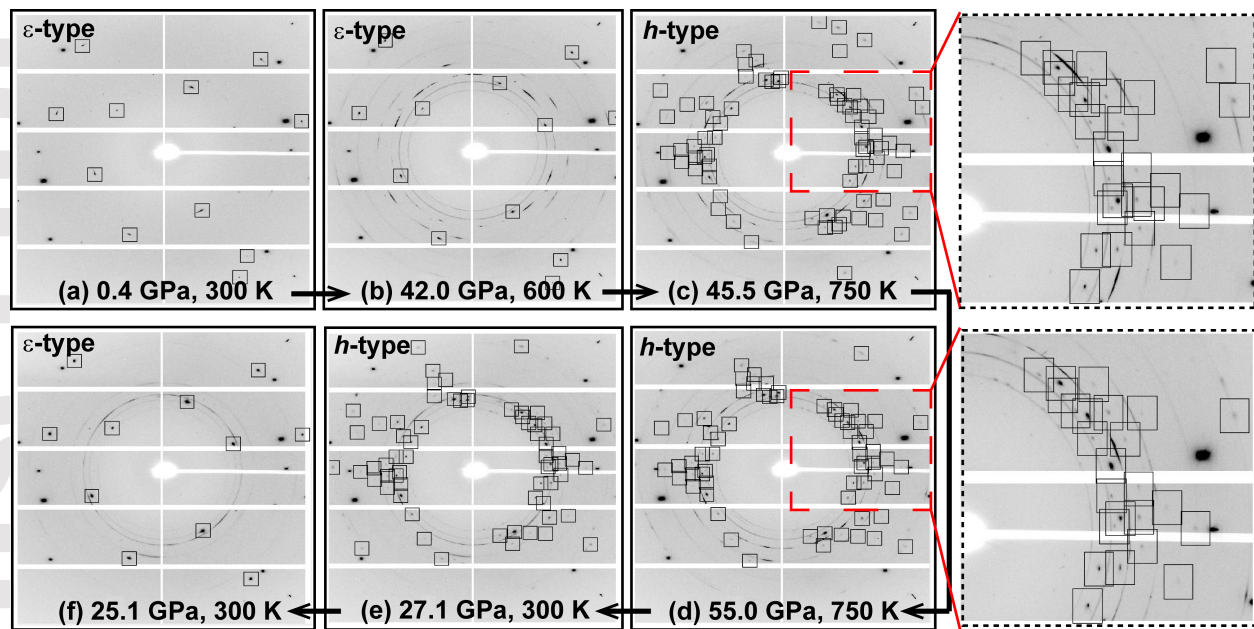 ε-type
(a) 0.4 GPa, 300 K
ε-type
(b) 42.0 GPa, 600 K
h-type
(c) 45.5 GPa, 750 K
ε-type
(f) 25.1 GPa, 300 K
h-type
(e) 27.1 GPa, 300 K
h-type
(d) 55.0 GPa, 750 K